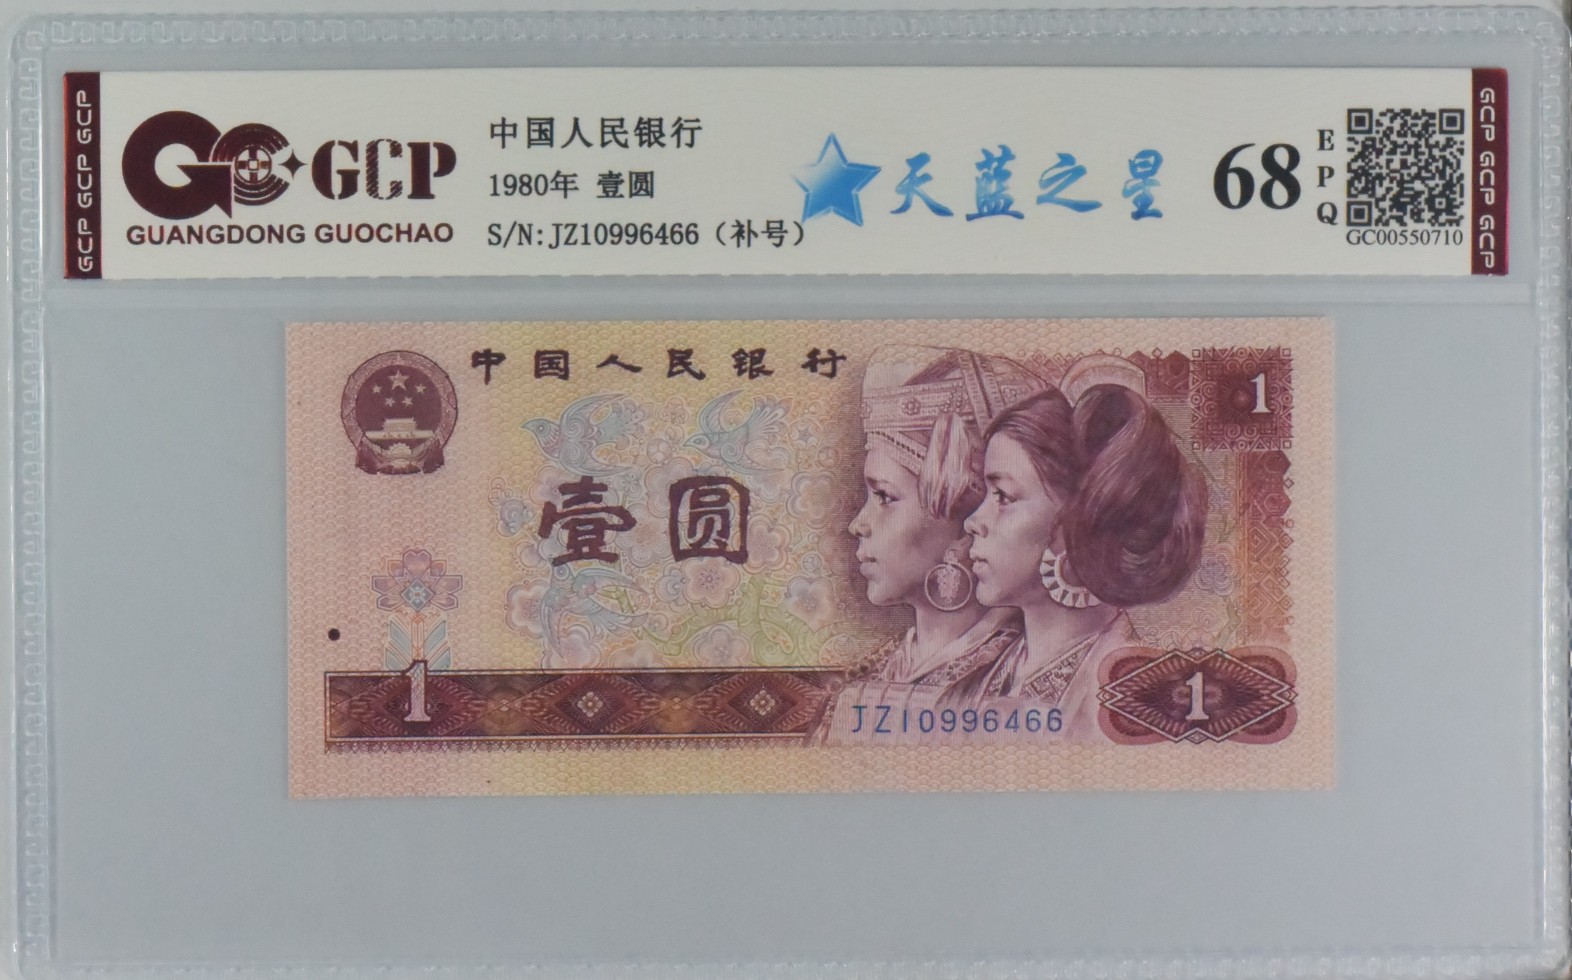 GCP GCP GCP
GCP
GUANGDONG GUOCHAO
中国人民银行
1980年 壹圆
S/N:JZ10996466（补号）
天蓝之星
68
EPQ
GC00550710
GCP GCP GCP
中国人民银行
1
壹圆
1
JZ10996466
1